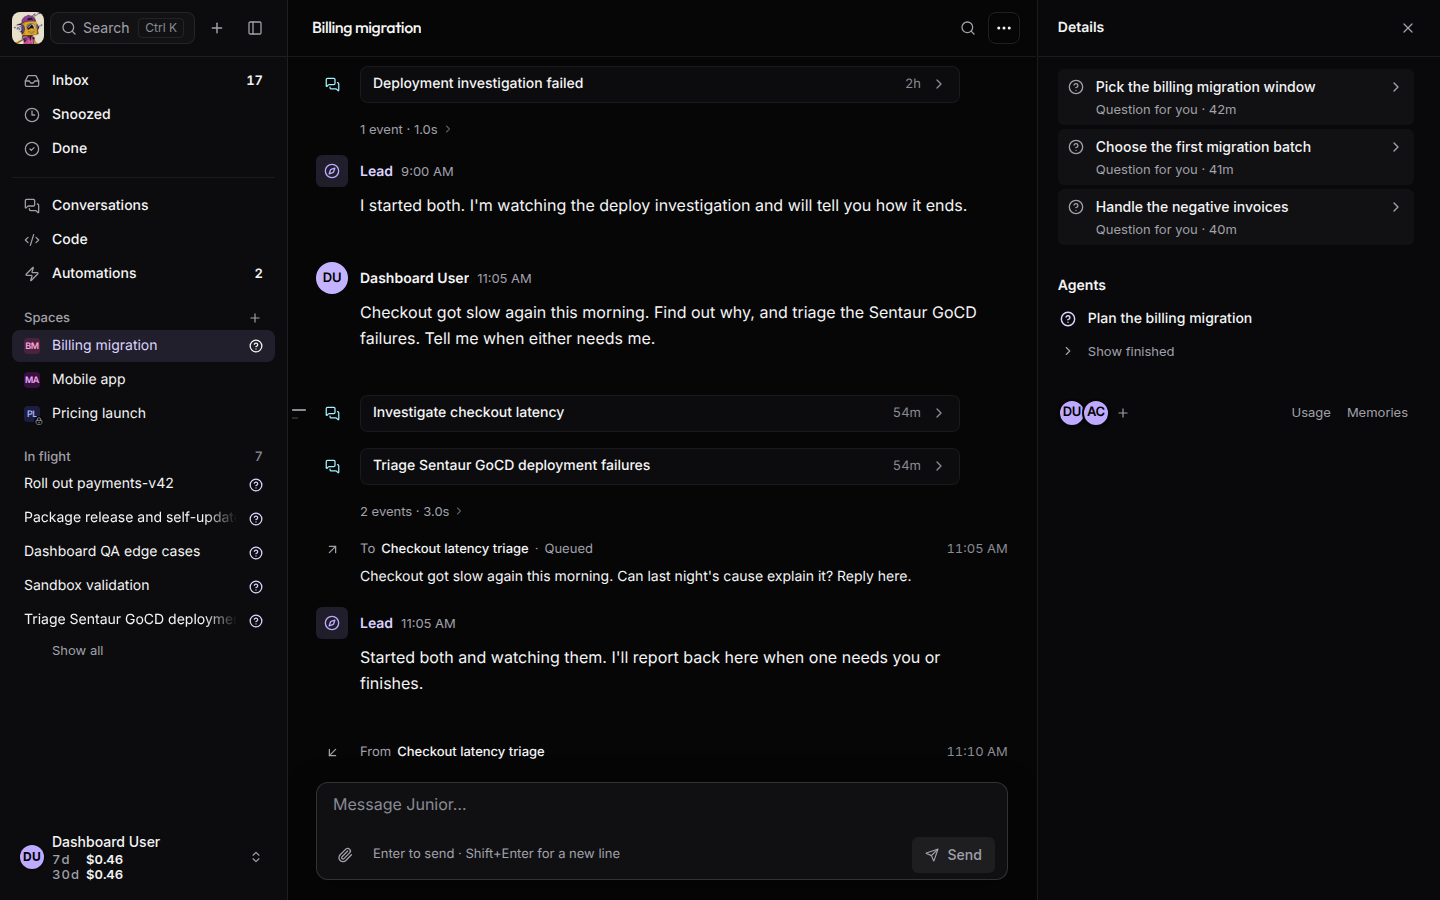 Search Ctrl K
Inbox 17
Snoozed
Done
Conversations
Code
Automations 2
Spaces
BM Billing migration
MA Mobile app
PL Pricing launch
In flight 7
Roll out payments-v42
Package release and self-updat
Dashboard QA edge cases
Sandbox validation
Triage Sentaur GoCD deployme
Show all
DU Dashboard User
7d $0.46
30d $0.46
Billing migration
Deployment investigation failed 2h
1 event · 1.0s
Lead 9:00 AM
I started both. I'm watching the deploy investigation and will tell you how it ends.
DU Dashboard User 11:05 AM
Checkout got slow again this morning. Find out why, and triage the Sentaur GoCD
failures. Tell me when either needs me.
Investigate checkout latency 54m
Triage Sentaur GoCD deployment failures 54m
2 events · 3.0s
To Checkout latency triage · Queued 11:05 AM
Checkout got slow again this morning. Can last night's cause explain it? Reply here.
Lead 11:05 AM
Started both and watching them. I'll report back here when one needs you or
finishes.
From Checkout latency triage 11:10 AM
Message Junior...
Enter to send · Shift+Enter for a new line Send
Details
Pick the billing migration window
Question for you · 42m
Choose the first migration batch
Question for you · 41m
Handle the negative invoices
Question for you · 40m
Agents
Plan the billing migration
Show finished
DU AC Usage Memories